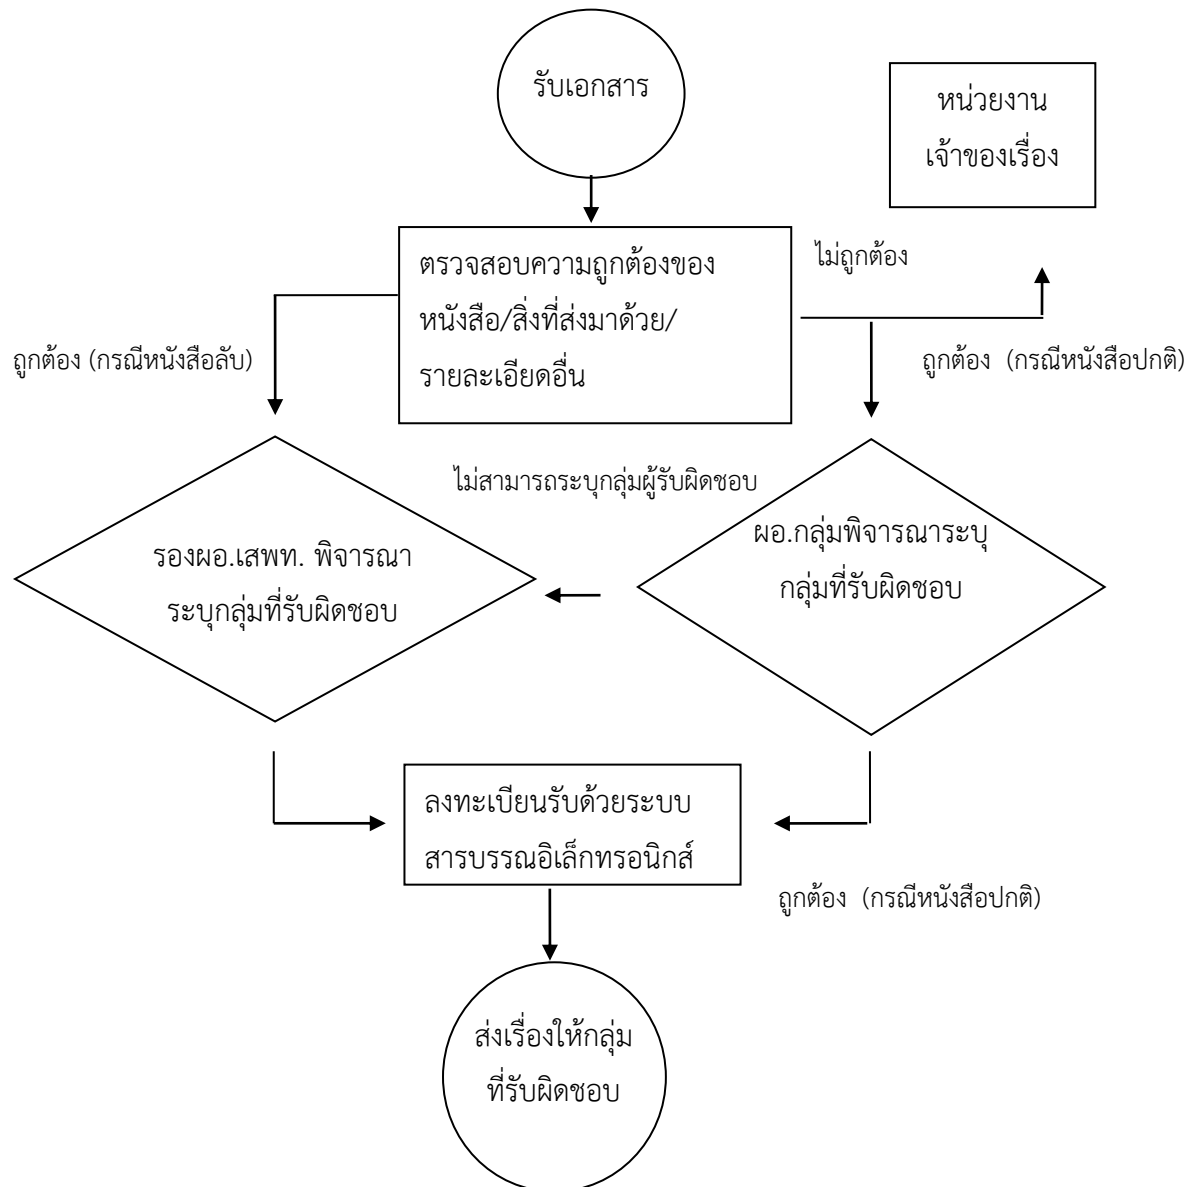 รับเอกสาร
หน่วยงาน
เจ้าของเรื่อง
ตรวจสอบความถูกต้องของ
หนังสือ/สิ่งที่ส่งมาด้วย/
รายละเอียดอื่น
ไม่ถูกต้อง
ถูกต้อง (กรณีหนังสือลับ)
ถูกต้อง (กรณีหนังสือปกติ)
ไม่สามารถระบุกลุ่มผู้รับผิดชอบ
รองผอ.เสพท. พิจารณา
ระบุกลุ่มที่รับผิดชอบ
ผอ.กลุ่มพิจารณาระบุ
กลุ่มที่รับผิดชอบ
ลงทะเบียนรับด้วยระบบ
สารบรรณอิเล็กทรอนิกส์
ถูกต้อง (กรณีหนังสือปกติ)
ส่งเรื่องให้กลุ่ม
ที่รับผิดชอบ